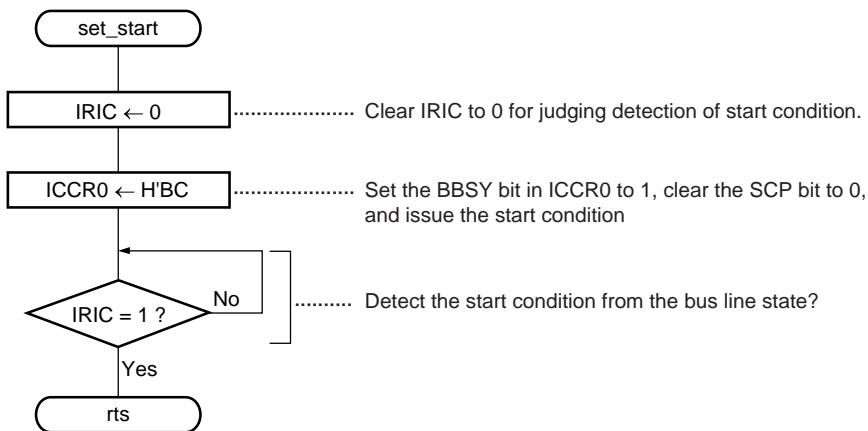 set_start
IRIC ← 0
Clear IRIC to 0 for judging detection of start condition.
ICCR0 ← H'BC
Set the BBSY bit in ICCR0 to 1, clear the SCP bit to 0,
and issue the start condition
No
IRIC = 1 ?
Detect the start condition from the bus line state?
Yes
rts